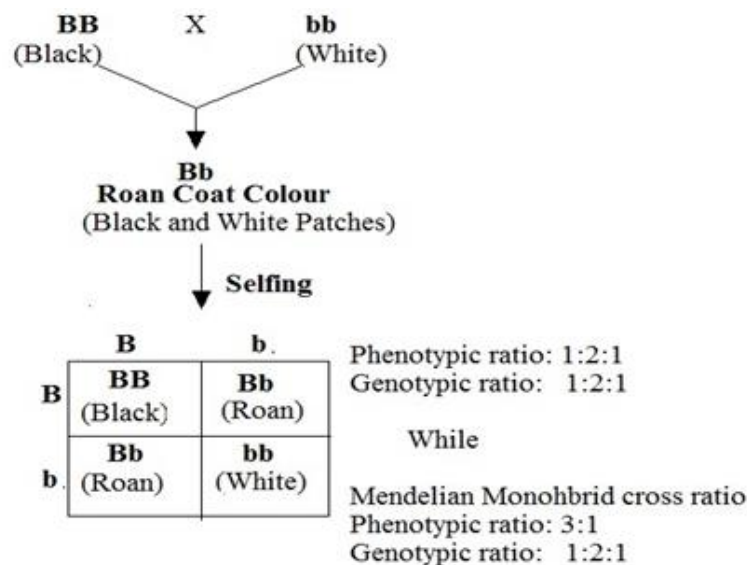 BB X bb
(Black) (White)
Bb
Roan Coat Colour
(Black and White Patches)
Selfing
B b.
B BB Bb
(Black) (Roan)
b. Bb bb
(Roan) (White)
Phenotypic ratio: 1:2:1
Genotypic ratio: 1:2:1
While
Mendelian Monohbrid cross ratio
Phenotypic ratio: 3:1
Genotypic ratio: 1:2:1